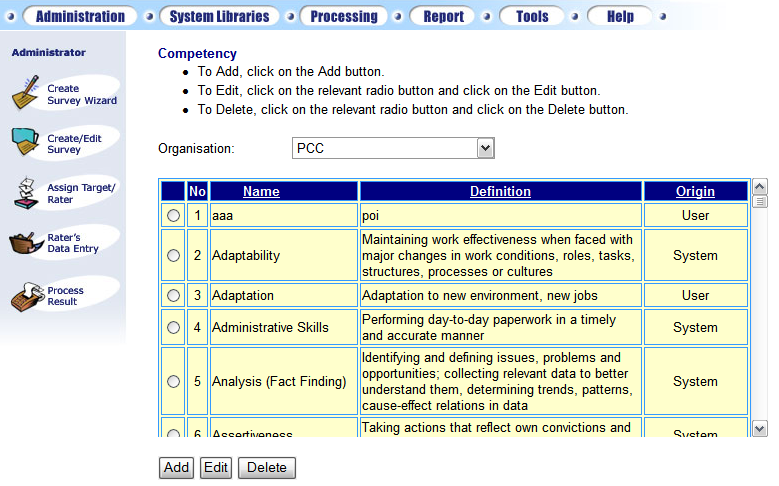 Administration System Libraries Processing Report Tools Help
Administrator
Create
Survey Wizard
Create/Edit
Survey
Assign Target/
Rater
Rater's
Data Entry
Process
Result
Competency
• To Add, click on the Add button.
• To Edit, click on the relevant radio button and click on the Edit button.
• To Delete, click on the relevant radio button and click on the Delete button.
Organisation: PCC
No Name Definition Origin
1 aaa poi User
2 Adaptability Maintaining work effectiveness when faced with
major changes in work conditions, roles, tasks,
structures, processes or cultures System
3 Adaptation Adaptation to new environment, new jobs User
4 Administrative Skills Performing day-to-day paperwork in a timely
and accurate manner System
5 Analysis (Fact Finding) Identifying and defining issues, problems and
opportunities; collecting relevant data to better
understand them, determining trends, patterns,
cause-effect relations in data System
6 Assertiveness Taking actions that reflect own convictions and
System
Add Edit Delete